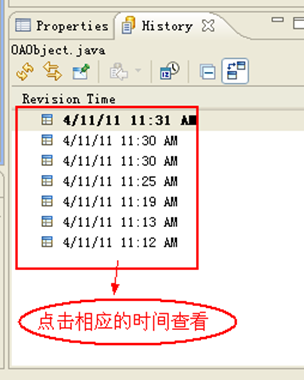 Properties History
OAObject.java
Revision Time
4/11/11 11:31 AM
4/11/11 11:30 AM
4/11/11 11:30 AM
4/11/11 11:25 AM
4/11/11 11:19 AM
4/11/11 11:13 AM
4/11/11 11:12 AM
点击相应的时间查看